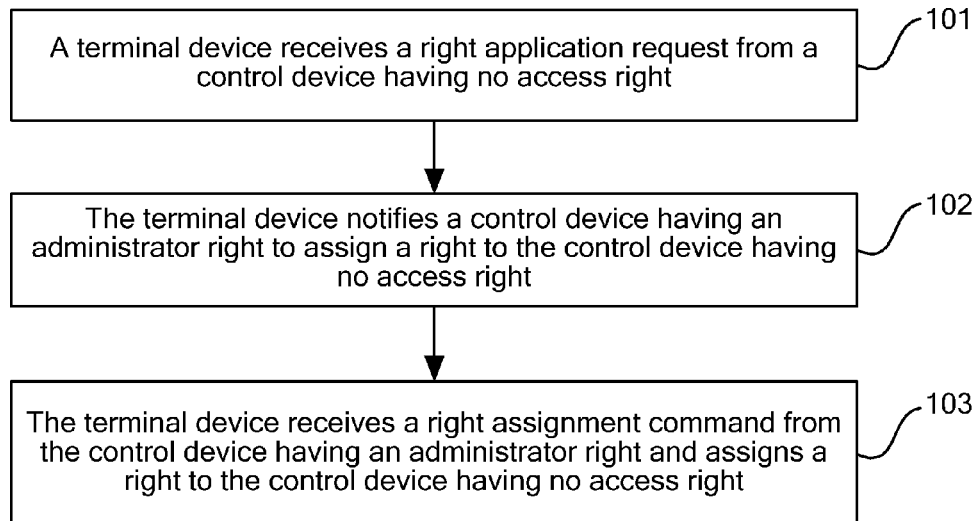 A terminal device receives a right application request from a
control device having no access right
101
The terminal device notifies a control device having an
administrator right to assign a right to the control device having
no access right
102
The terminal device receives a right assignment command from
the control device having an administrator right and assigns a
right to the control device having no access right
103